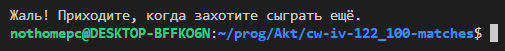 Жаль! Приходите, когда захотите сыграть ещё.
nothomepc@DESKTOP-BFFKO6N:~/prog/Akt/cw-iv-122_100-matches$